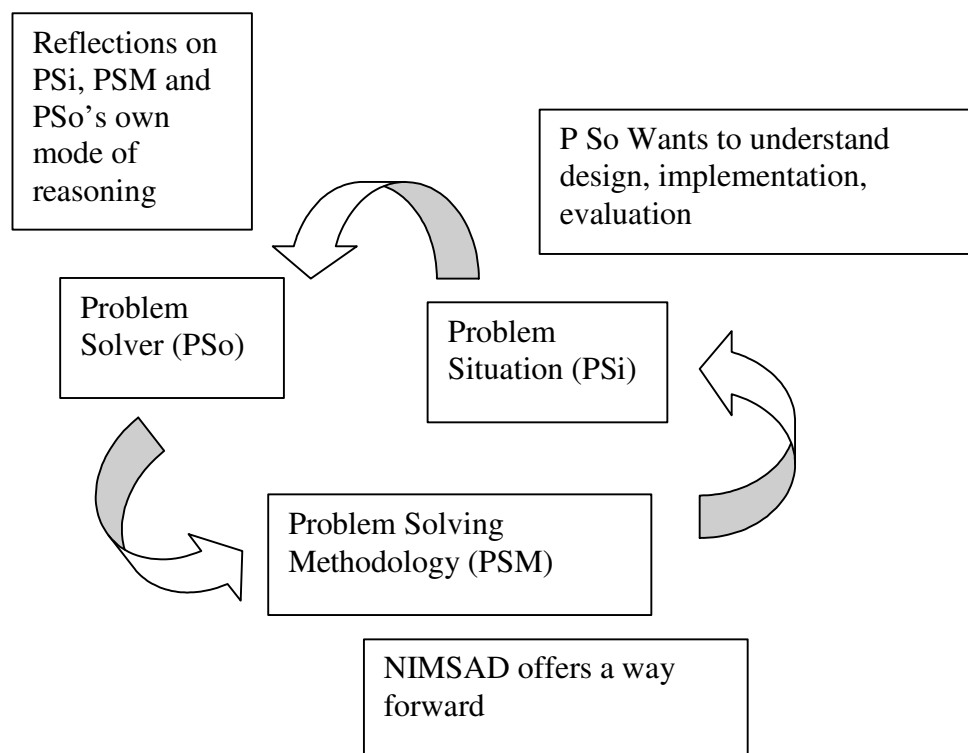 Reflections on
PSi, PSM and
PSo’s own
mode of
reasoning
P So Wants to understand
design, implementation,
evaluation
Problem
Solver (PSo)
Problem
Situation (PSi)
Problem Solving
Methodology (PSM)
NIMSAD offers a way
forward